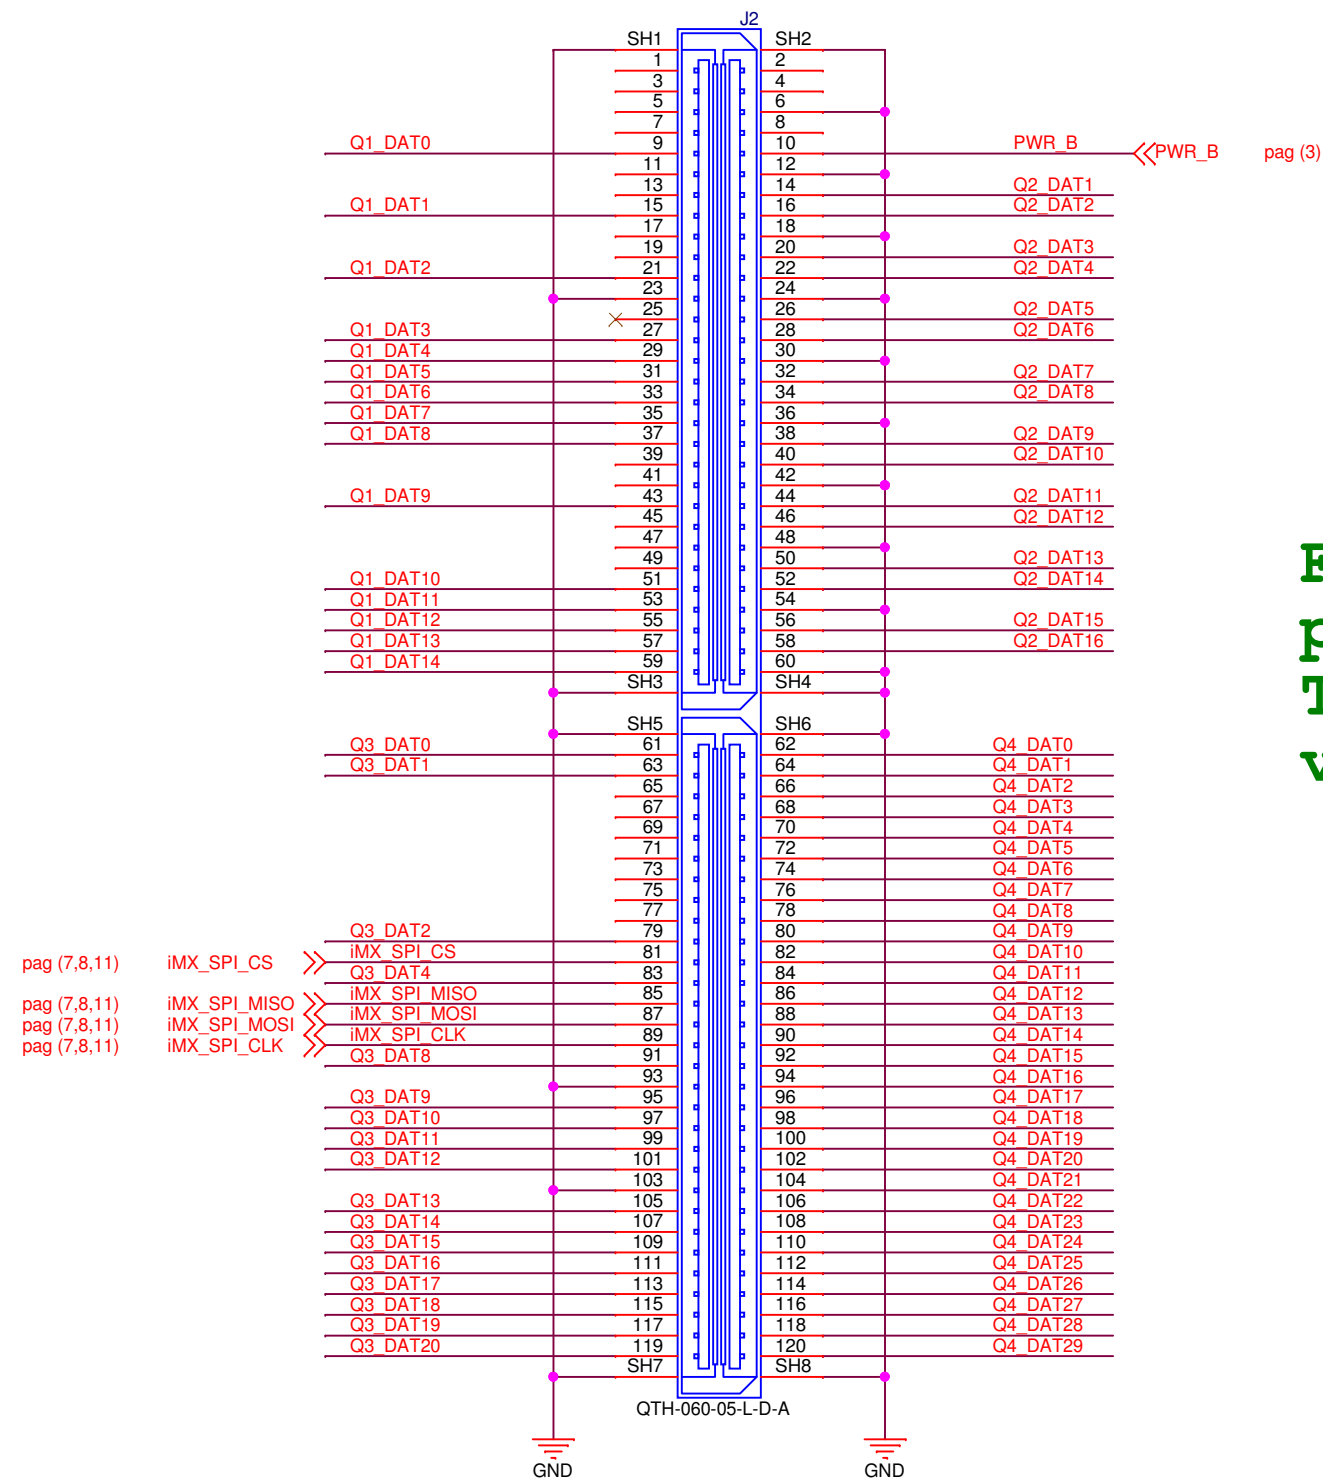 J2
SH1 SH2
1 2
3 4
5 6
7 8
Q1_DAT0 9 10 PWR_B PWR_B pag (3)
11 12
13 14 Q2_DAT1
Q1_DAT1 15 16 Q2_DAT2
17 18
19 20 Q2_DAT3
Q1_DAT2 21 22 Q2_DAT4
23 24
25 26 Q2_DAT5
Q1_DAT3 27 28 Q2_DAT6
Q1_DAT4 29 30
Q1_DAT5 31 32 Q2_DAT7
Q1_DAT6 33 34 Q2_DAT8
Q1_DAT7 35 36
Q1_DAT8 37 38 Q2_DAT9
39 40 Q2_DAT10
41 42
Q1_DAT9 43 44 Q2_DAT11
45 46 Q2_DAT12
47 48
49 50 Q2_DAT13
Q1_DAT10 51 52 Q2_DAT14
Q1_DAT11 53 54
Q1_DAT12 55 56 Q2_DAT15
Q1_DAT13 57 58 Q2_DAT16
Q1_DAT14 59 60
SH3 SH4
SH5 SH6
Q3_DAT0 61 62 Q4_DAT0
Q3_DAT1 63 64 Q4_DAT1
65 66 Q4_DAT2
67 68 Q4_DAT3
69 70 Q4_DAT4
71 72 Q4_DAT5
73 74 Q4_DAT6
75 76 Q4_DAT7
77 78 Q4_DAT8
Q3_DAT2 79 80 Q4_DAT9
pag (7,8,11) iMX_SPI_CS iMX_SPI_CS 81 82 Q4_DAT10
Q3_DAT4 83 84 Q4_DAT11
pag (7,8,11) iMX_SPI_MISO iMX_SPI_MISO 85 86 Q4_DAT12
pag (7,8,11) iMX_SPI_MOSI iMX_SPI_MOSI 87 88 Q4_DAT13
pag (7,8,11) iMX_SPI_CLK iMX_SPI_CLK 89 90 Q4_DAT14
Q3_DAT8 91 92 Q4_DAT15
93 94 Q4_DAT16
Q3_DAT9 95 96 Q4_DAT17
Q3_DAT10 97 98 Q4_DAT18
Q3_DAT11 99 100 Q4_DAT19
Q3_DAT12 101 102 Q4_DAT20
103 104 Q4_DAT21
Q3_DAT13 105 106 Q4_DAT22
Q3_DAT14 107 108 Q4_DAT23
Q3_DAT15 109 110 Q4_DAT24
Q3_DAT16 111 112 Q4_DAT25
Q3_DAT17 113 114 Q4_DAT26
Q3_DAT18 115 116 Q4_DAT27
Q3_DAT19 117 118 Q4_DAT28
Q3_DAT20 119 120 Q4_DAT29
SH7 SH8
QTH-060-05-L-D-A
GND GND